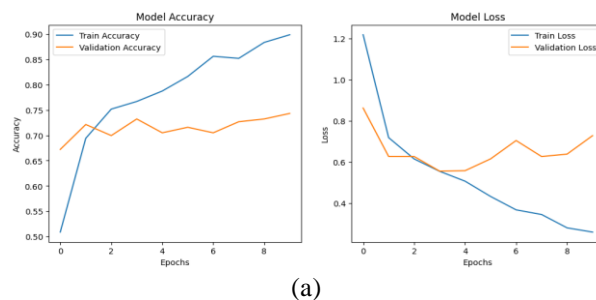 Model Accuracy
Train Accuracy
Validation Accuracy
0.90
0.85
0.80
0.75
0.70
0.65
0.60
0.55
0.50
Accuracy
0
2
4
6
8
Epochs
Model Loss
Train Loss
Validation Loss
1.2
1.0
0.8
0.6
0.4
Loss
0
2
4
6
8
Epochs
(a)